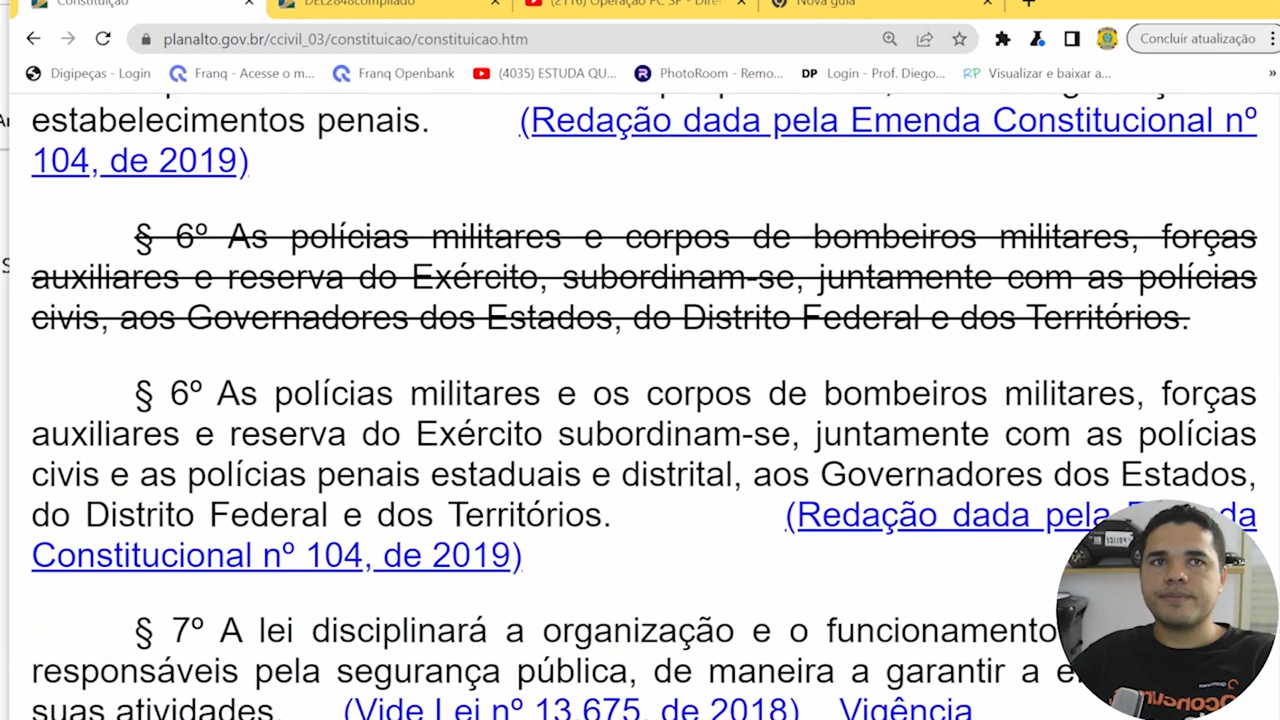 Constituição
DEL2848compilado
(2116) Operação PC SP - Dire
Nova guia
planalto.gov.br/ccivil_03/constituicao/constituicao.htm
Concluir atualização
Digipeças - Login
Franq - Acesse o m...
Franq Openbank
(4035) ESTUDA QU...
PhotoRoom - Remo...
DP Login - Prof. Diego...
RP Visualizar e baixar a...
»
estabelecimentos penais. (Redação dada pela Emenda Constitucional nº
104, de 2019)
§ 6º As polícias militares e corpos de bombeiros militares, forças
auxiliares e reserva do Exército, subordinam-se, juntamente com as polícias
civis, aos Governadores dos Estados, do Distrito Federal e dos Territórios.
§ 6º As polícias militares e os corpos de bombeiros militares, forças
auxiliares e reserva do Exército subordinam-se, juntamente com as polícias
civis e as polícias penais estaduais e distrital, aos Governadores dos Estados,
do Distrito Federal e dos Territórios. (Redação dada pela
Constitucional nº 104, de 2019)
§ 7º A lei disciplinará a organização e o funcionamento
responsáveis pela segurança pública, de maneira a garantir a
suas atividades. (Vide Lei nº 13.675, de 2018) Vigência